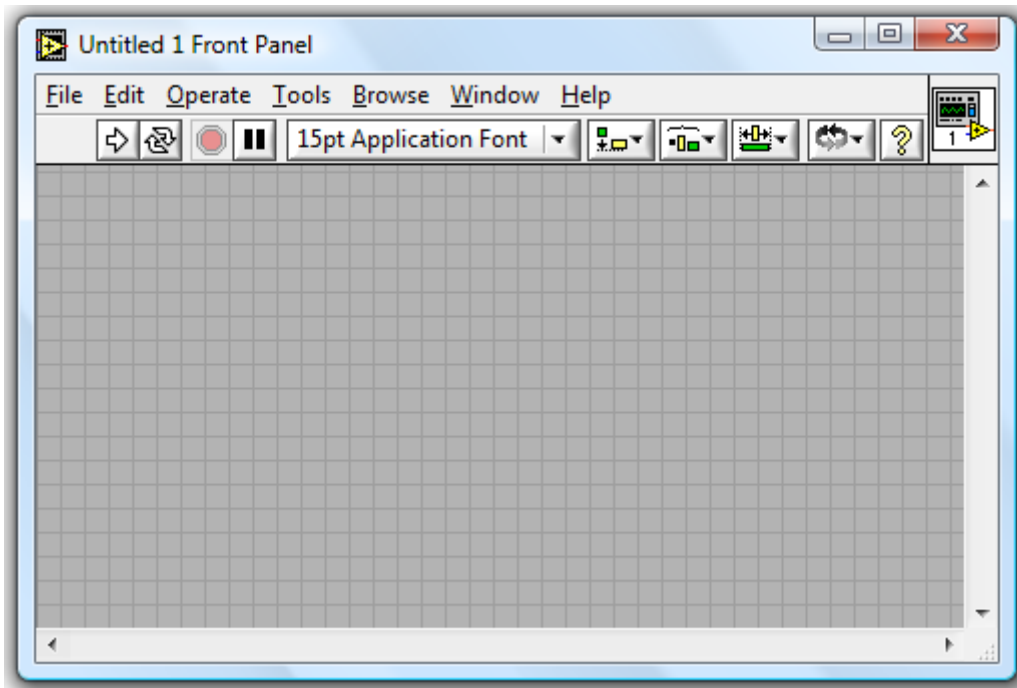 Untitled 1 Front Panel
File Edit Operate Tools Browse Window Help
15pt Application Font
?
1